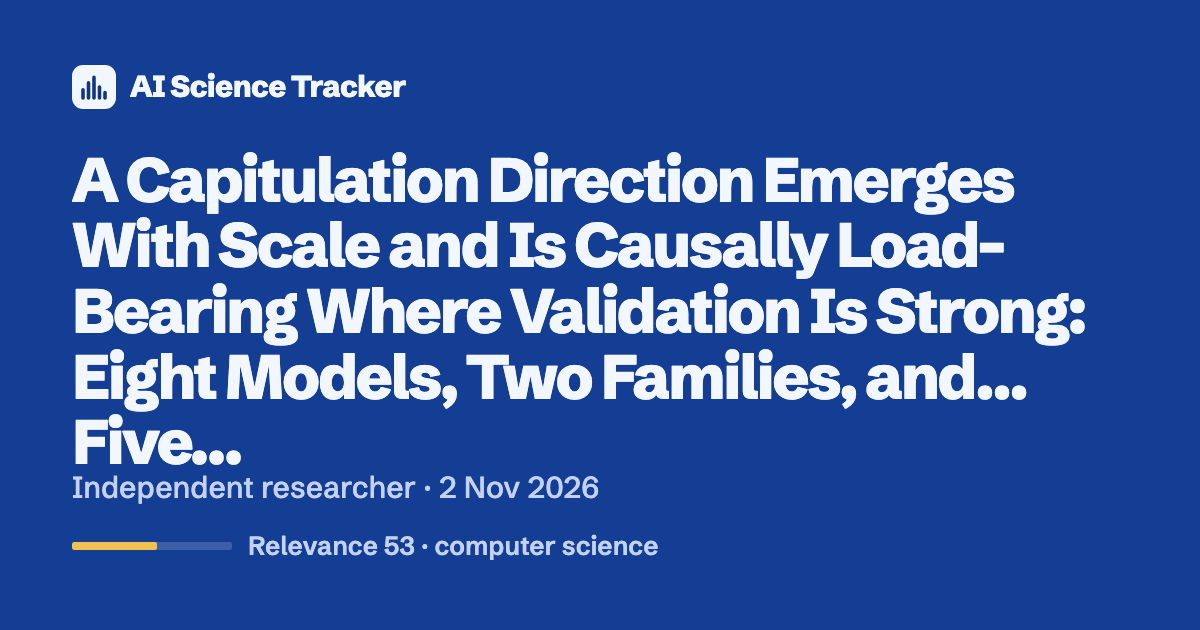 AI Science Tracker
A Capitulation Direction Emerges
With Scale and Is Causally Load-
Bearing Where Validation Is Strong:
Eight Models, Two Families, and...
Five...
Independent researcher · 2 Nov 2026
Relevance 53 · computer science